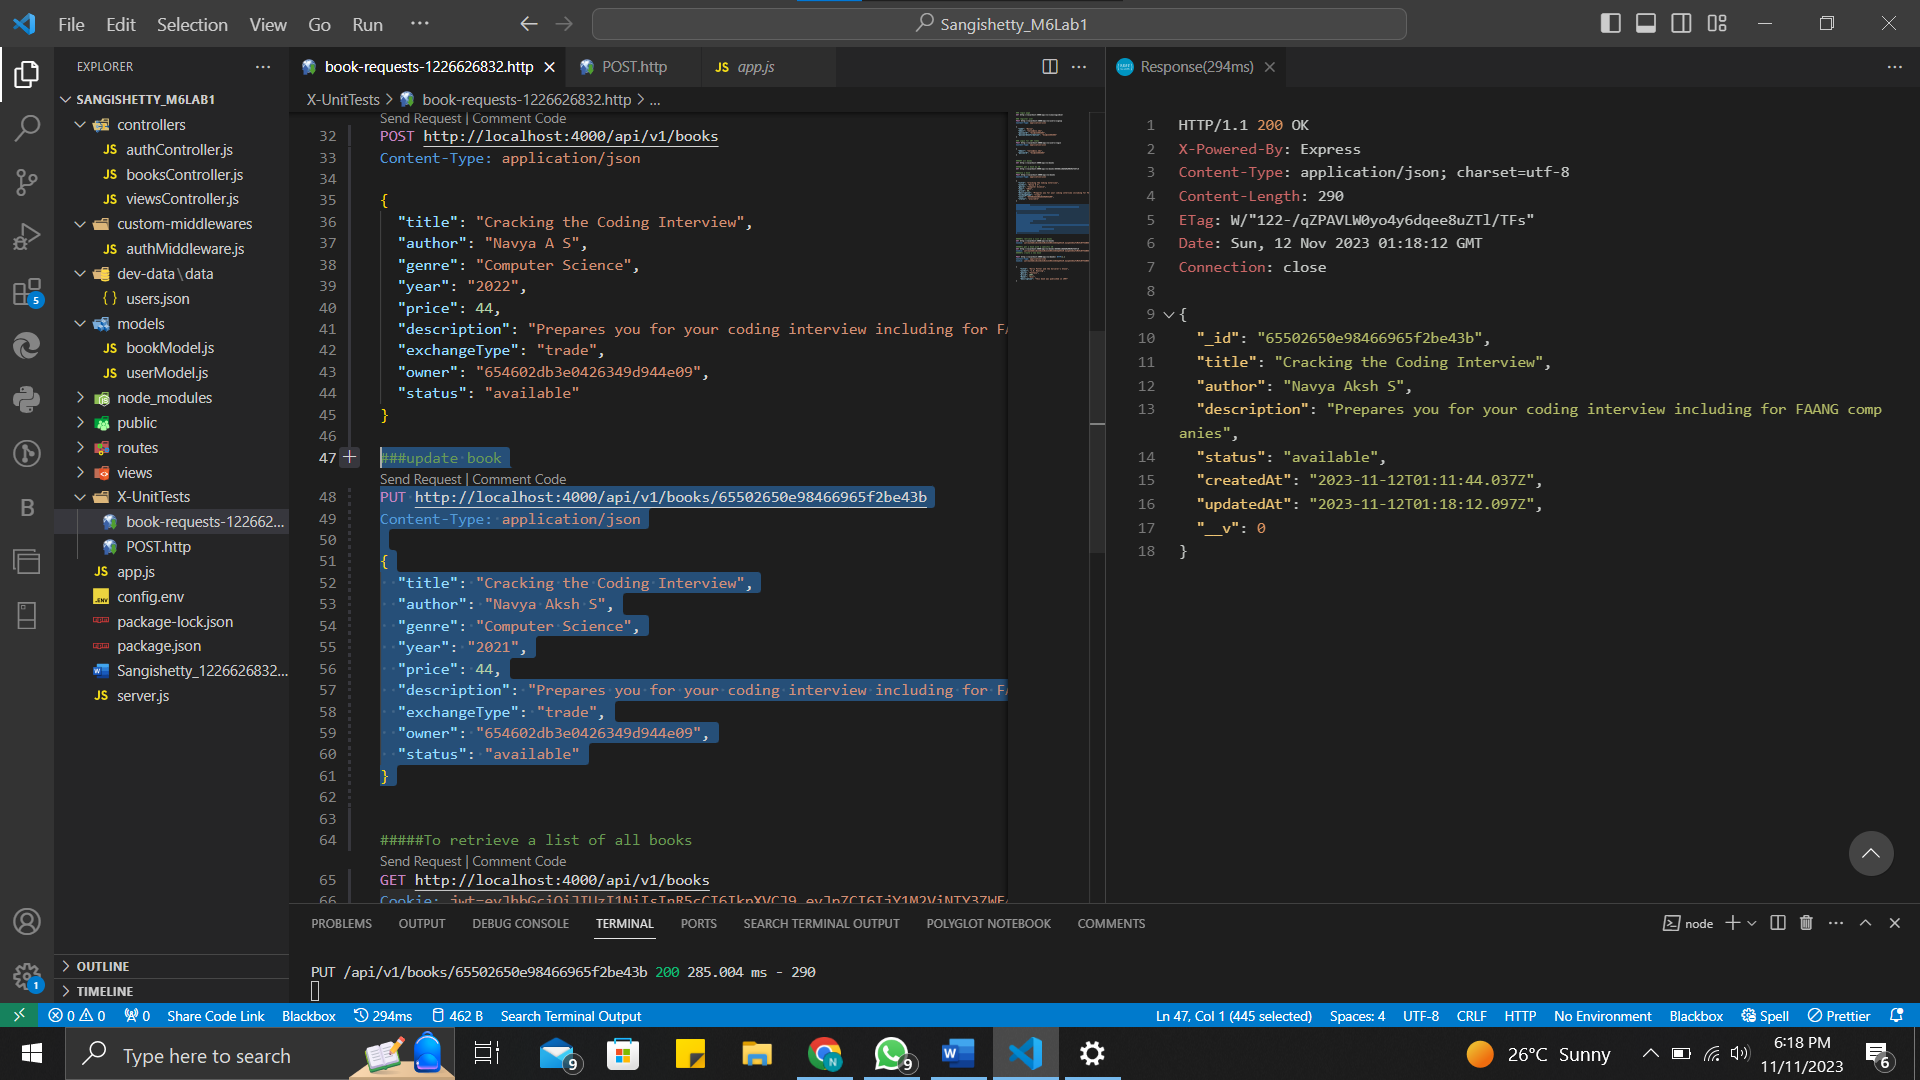 File Edit Selection View Go Run ···
Sangishetty_M6Lab1
EXPLORER
SANGISHETTY_M6LAB1
controllers
JS authController.js
JS booksController.js
JS viewsController.js
custom-middlewares
JS authMiddleware.js
dev-data\data
{} users.json
models
JS bookModel.js
JS userModel.js
node_modules
public
routes
views
X-UnitTests
book-requests-122662...
POST.http
JS app.js
config.env
package-lock.json
package.json
Sangishetty_1226626832...
JS server.js
OUTLINE
TIMELINE
5
1
book-requests-1226626832.http
POST.http
JS app.js
X-UnitTests > book-requests-1226626832.http > ...
Send Request | Comment Code
32 POST http://localhost:4000/api/v1/books
33 Content-Type: application/json
34
35 {
36 "title": "Cracking the Coding Interview",
37 "author": "Navya A S",
38 "genre": "Computer Science",
39 "year": "2022",
40 "price": 44,
41 "description": "Prepares you for your coding interview including for FA
42 "exchangeType": "trade",
43 "owner": "654602db3e0426349d944e09",
44 "status": "available"
45 }
46
47 ###update book
Send Request | Comment Code
48 PUT http://localhost:4000/api/v1/books/65502650e98466965f2be43b
49 Content-Type: application/json
50
51 {
52 "title": "Cracking the Coding Interview",
53 "author": "Navya Aksh S",
54 "genre": "Computer Science",
55 "year": "2021",
56 "price": 44,
57 "description": "Prepares you for your coding interview including for FA
58 "exchangeType": "trade",
59 "owner": "654602db3e0426349d944e09",
60 "status": "available"
61 }
62
63
64 #####To retrieve a list of all books
Send Request | Comment Code
65 GET http://localhost:4000/api/v1/books
66 Cookie:
Response(294ms)
1 HTTP/1.1 200 OK
2 X-Powered-By: Express
3 Content-Type: application/json; charset=utf-8
4 Content-Length: 290
5 ETag: W/"122-/qZPAVLW0yo4y6dqee8uZTl/TFs"
6 Date: Sun, 12 Nov 2023 01:18:12 GMT
7 Connection: close
8
9 {
10 "_id": "65502650e98466965f2be43b",
11 "title": "Cracking the Coding Interview",
12 "author": "Navya Aksh S",
13 "description": "Prepares you for your coding interview including for FAANG comp
anies",
14 "status": "available",
15 "createdAt": "2023-11-12T01:11:44.037Z",
16 "updatedAt": "2023-11-12T01:18:12.097Z",
17 "__v": 0
18 }
PROBLEMS OUTPUT DEBUG CONSOLE TERMINAL PORTS SEARCH TERMINAL OUTPUT POLYGLOT NOTEBOOK COMMENTS
node
PUT /api/v1/books/65502650e98466965f2be43b 200 285.004 ms - 290
0 0 0 Share Code Link Blackbox 294ms 462 B Search Terminal Output
Ln 47, Col 1 (445 selected) Spaces: 4 UTF-8 CRLF HTTP No Environment Blackbox Spell Prettier
Type here to search
9
N
9
26°C Sunny
6:18 PM
11/11/2023
6